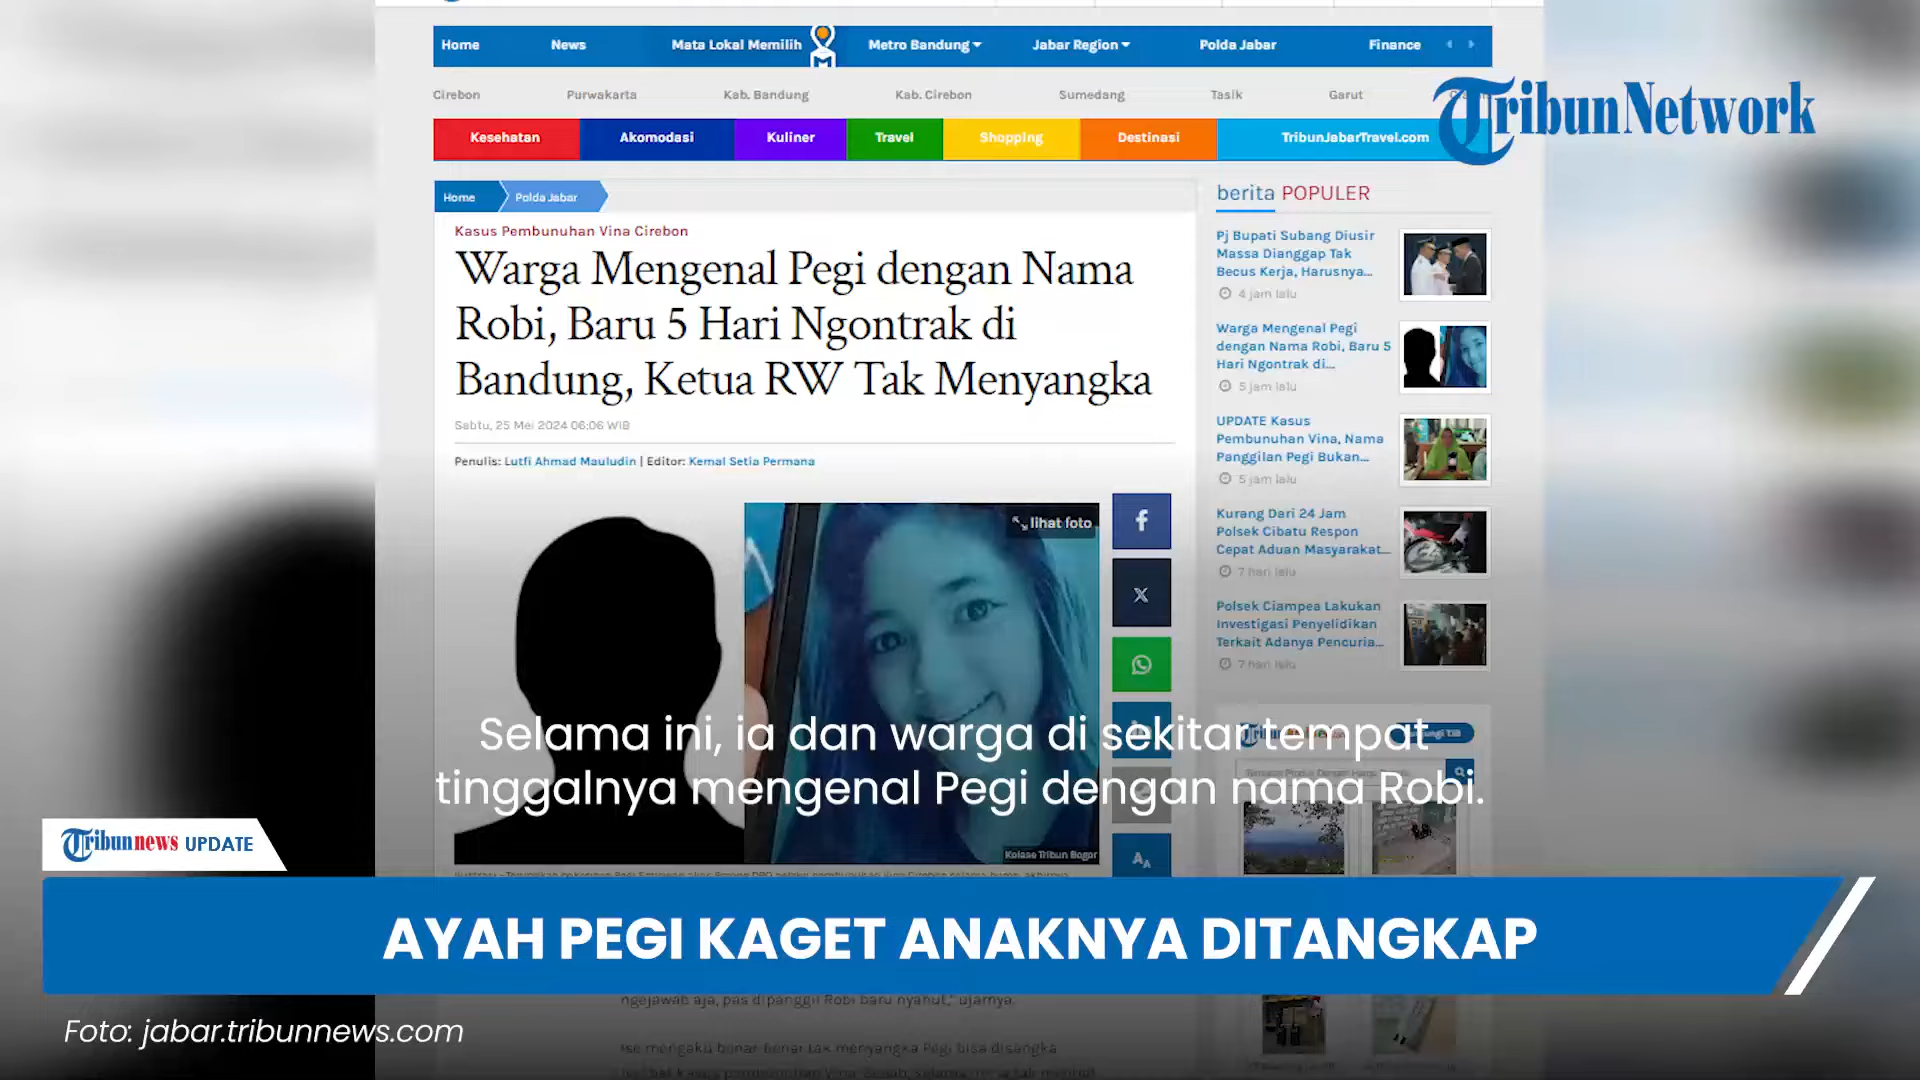 Home News Mata Lokal Memilih Metro Bandung Jabar Region Polda Jabar Finance
Cirebon Purwakarta Kab. Bandung Kab. Cirebon Sumedang Tasik Garut
TribunNetwork
Kesehatan Akomodasi Kuliner Travel Shopping Destinasi TribunJabarTravel.com
Home Polda Jabar
Kasus Pembunuhan Vina Cirebon
Warga Mengenal Pegi dengan Nama
Robi, Baru 5 Hari Ngontrak di
Bandung, Ketua RW Tak Menyangka
Sabtu, 25 Mei 2024 06:06 WIB
Penulis: Lutfi Ahmad Mauludin | Editor: Kemal Setia Permana
lihat foto
Kolase Tribun Bogor
berita POPULER
Pj Bupati Subang Diusir
Massa Dianggap Tak
Becus Kerja, Harusnya...
4 jam lalu
Warga Mengenal Pegi
dengan Nama Robi, Baru 5
Hari Ngontrak di...
5 jam lalu
UPDATE Kasus
Pembunuhan Vina, Nama
Panggilan Pegi Bukan...
5 jam lalu
Kurang Dari 24 Jam
Polsek Cibatu Respon
Cepat Aduan Masyarakat...
7 hari lalu
Polsek Ciampea Lakukan
Investigasi Penyelidikan
Terkait Adanya Pencuria...
7 hari lalu
Selama ini, ia dan warga di sekitar tempat
tinggalnya mengenal Pegi dengan nama Robi.
Tribunnews UPDATE
AYAH PEGI KAGET ANAKNYA DITANGKAP
ngejawab aja, pas dipanggil Robi baru nyahut," ujarnya.
Foto: jabar.tribunnews.com
benar benar tak menyangka Pegi bisa disangka